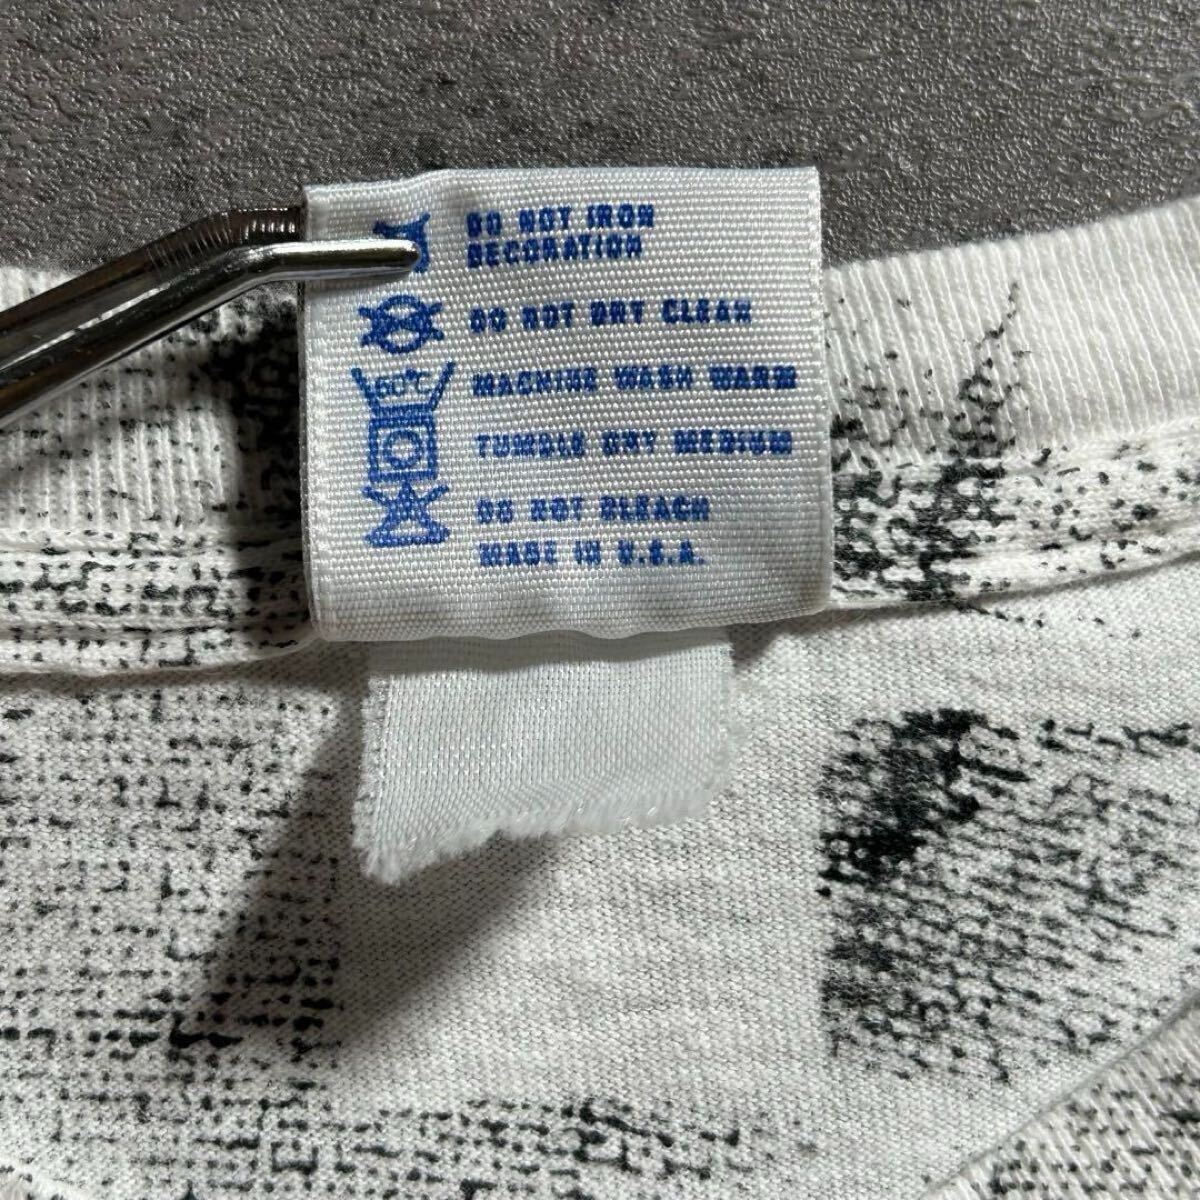 DO NOT IRON
DECORATION
DO NOT DRY CLEAN
50°C
MACHINE WASH WARM
TUMBLE DRY MEDIUM
DO NOT BLEACH
MADE IN U.S.A.